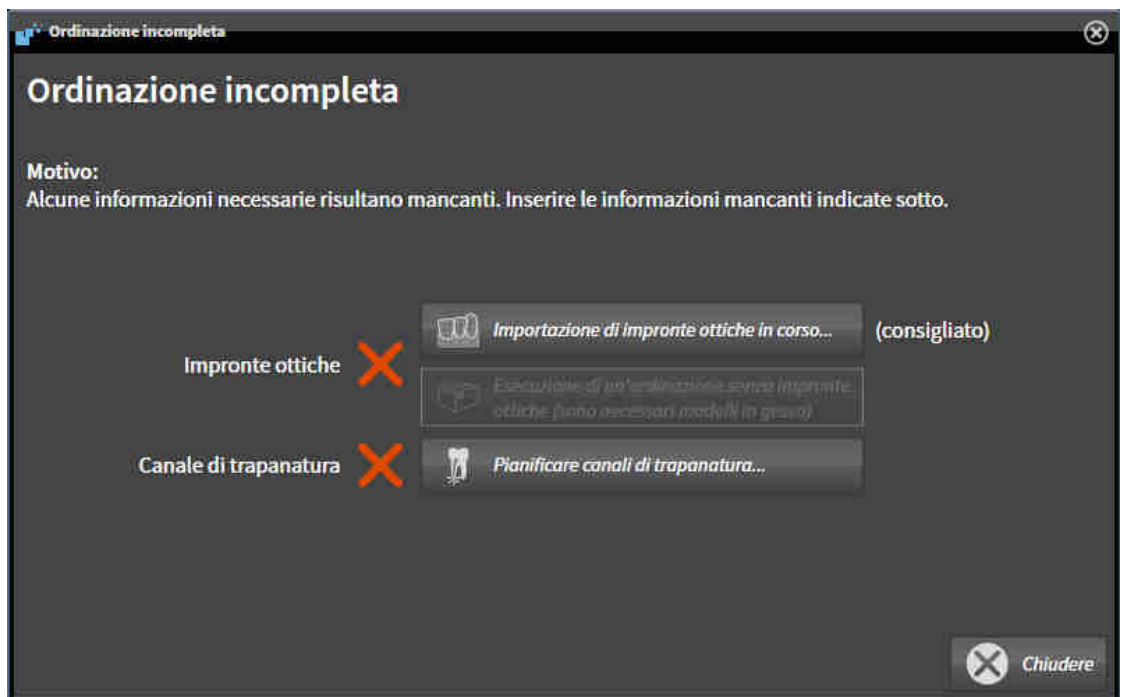 Ordinazione incompleta
Ordinazione incompleta
Motivo:
Alcune informazioni necessarie risultano mancanti. Inserire le informazioni mancanti indicate sotto.
Importazione di impronte ottiche in corso...
(consigliato)
Impronte ottiche
Esecuzione di un'ordinazione senza impronte
ottiche (sono necessari modelli in gesso)
Canale di trapanatura
Pianificare canali di trapanatura...
Chiudere